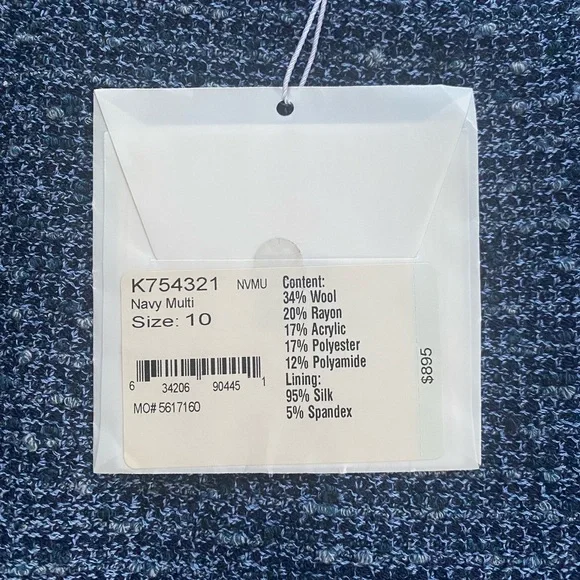 K754321 NVMU
Navy Multi
Size: 10
6 34206 90445 1
MO# 5617160
Content:
34% Wool
20% Rayon
17% Acrylic
17% Polyester
12% Polyamide
Lining:
95% Silk
5% Spandex
$895